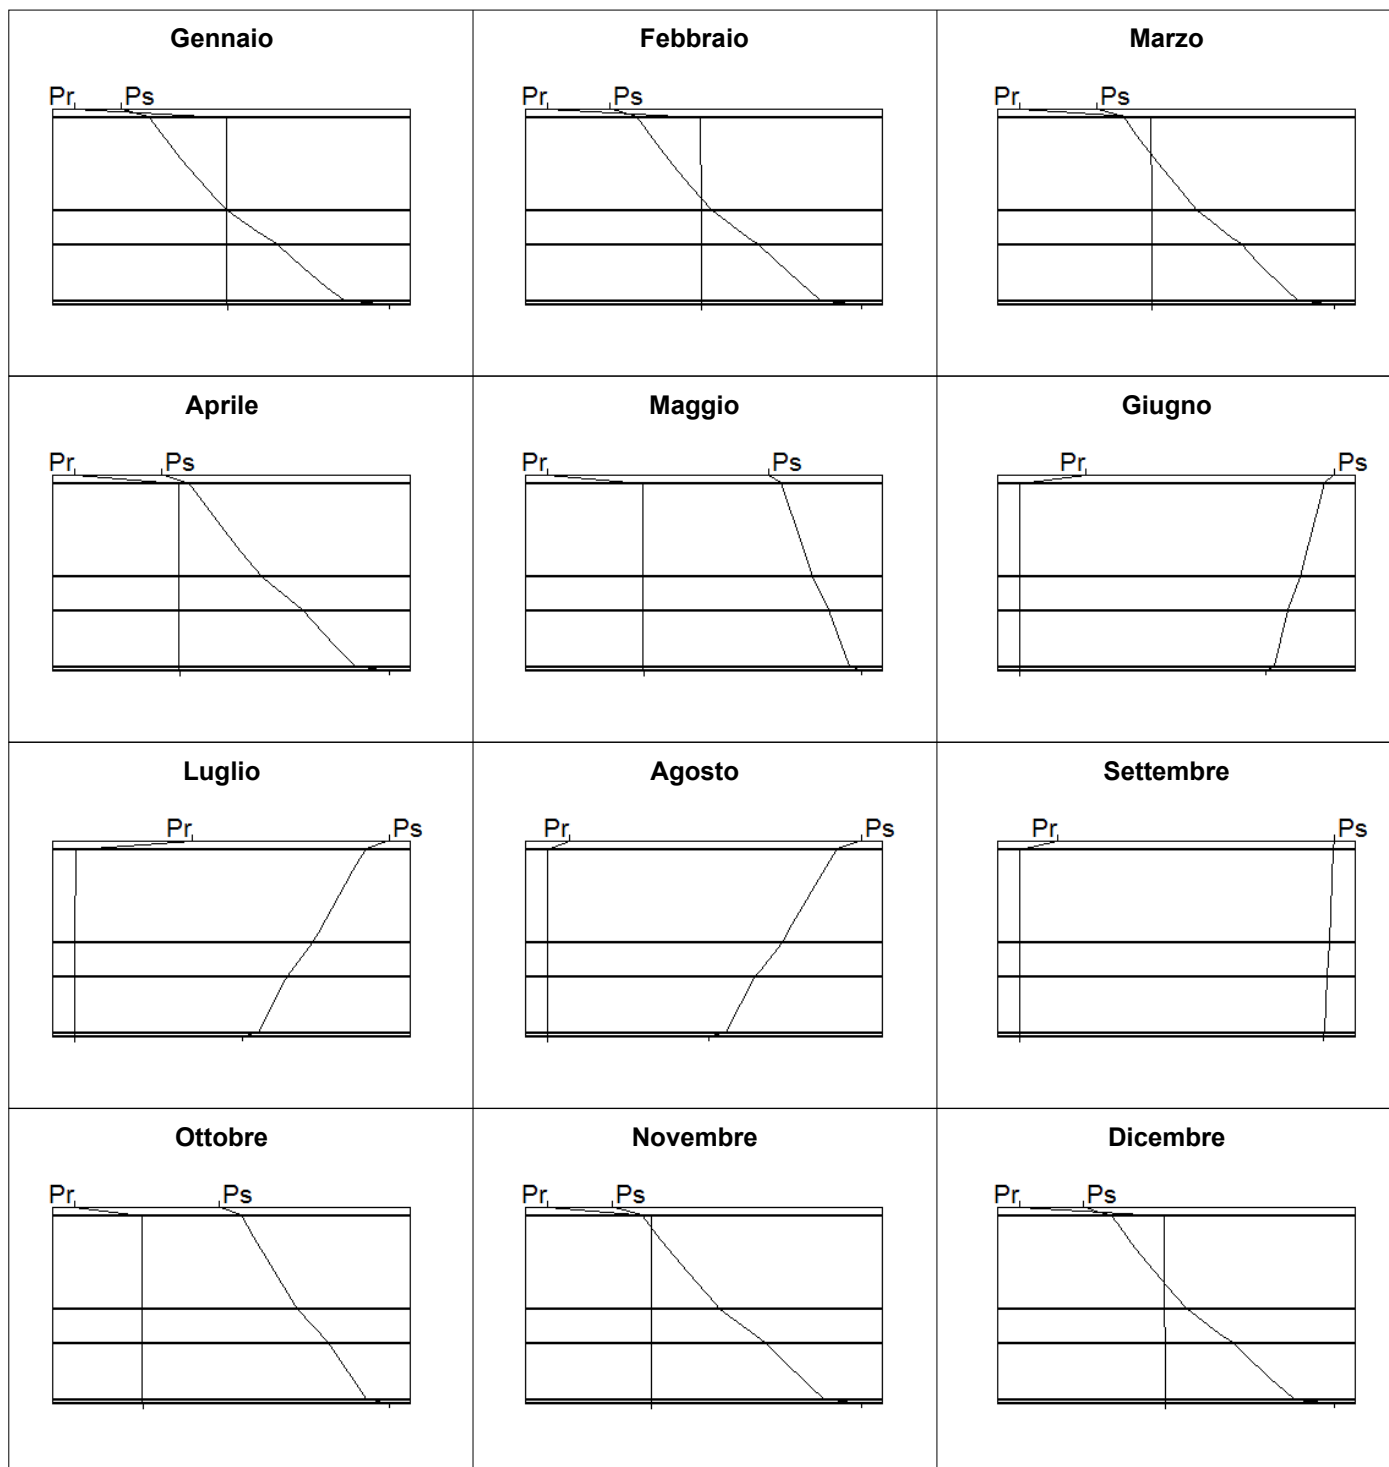 Gennaio
Febbraio
Marzo
Pr Ps
Pr Ps
Pr Ps
Aprile
Maggio
Giugno
Pr Ps
Pr Ps
Pr Ps
Luglio
Agosto
Settembre
Pr Ps
Pr Ps
Pr Ps
Ottobre
Novembre
Dicembre
Pr Ps
Pr Ps
Pr Ps